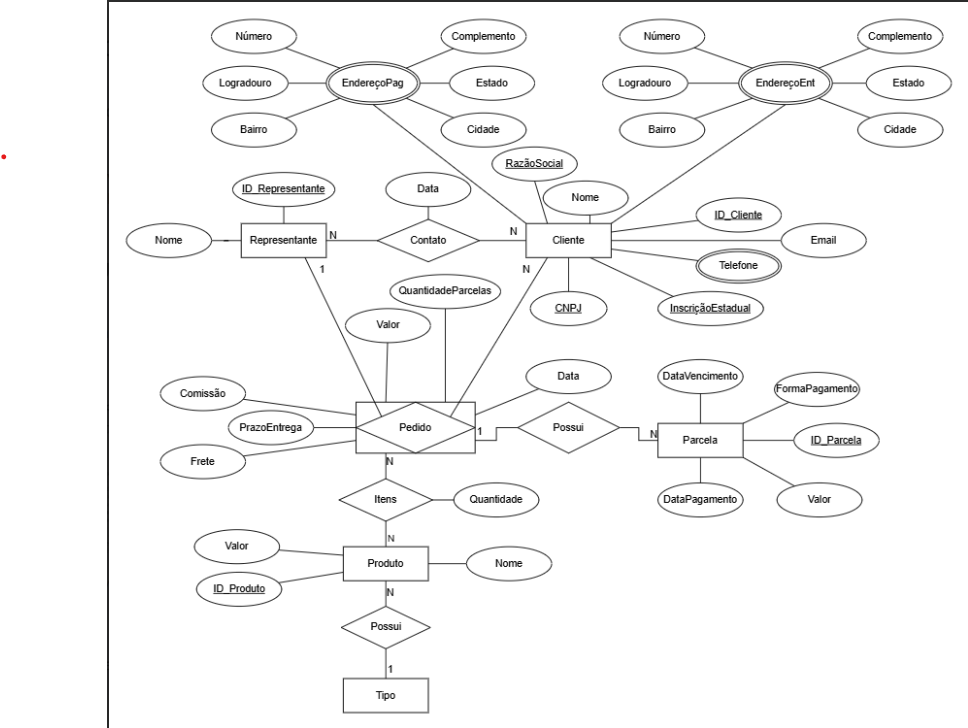 Número
Complemento
Número
Complemento
Logradouro
EndereçoPag
Estado
Logradouro
EndereçoEnt
Estado
Bairro
Cidade
Bairro
Cidade
RazãoSocial
ID_Representante
Data
Nome
ID_Cliente
Nome
Representante
N
Contato
N
Cliente
Email
1
N
Telefone
QuantidadeParcelas
CNPJ
InscriçãoEstadual
Valor
Comissão
Data
DataVencimento
FormaPagamento
PrazoEntrega
Pedido
1
Possui
N
Parcela
ID_Parcela
Frete
N
Itens
Quantidade
DataPagamento
Valor
N
Valor
Produto
Nome
ID_Produto
N
Possui
1
Tipo